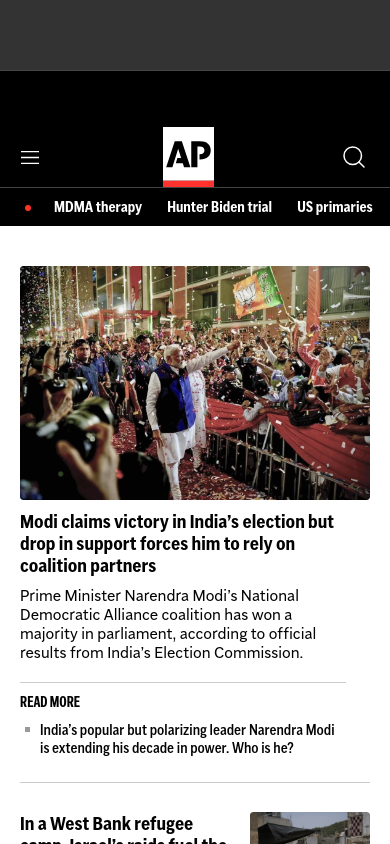 AP
MDMA therapy Hunter Biden trial US primaries
Modi claims victory in India’s election but
drop in support forces him to rely on
coalition partners
Prime Minister Narendra Modi’s National
Democratic Alliance coalition has won a
majority in parliament, according to official
results from India’s Election Commission.
READ MORE
India’s popular but polarizing leader Narendra Modi
is extending his decade in power. Who is he?
In a West Bank refugee
camp, Israel’s raids fuel the